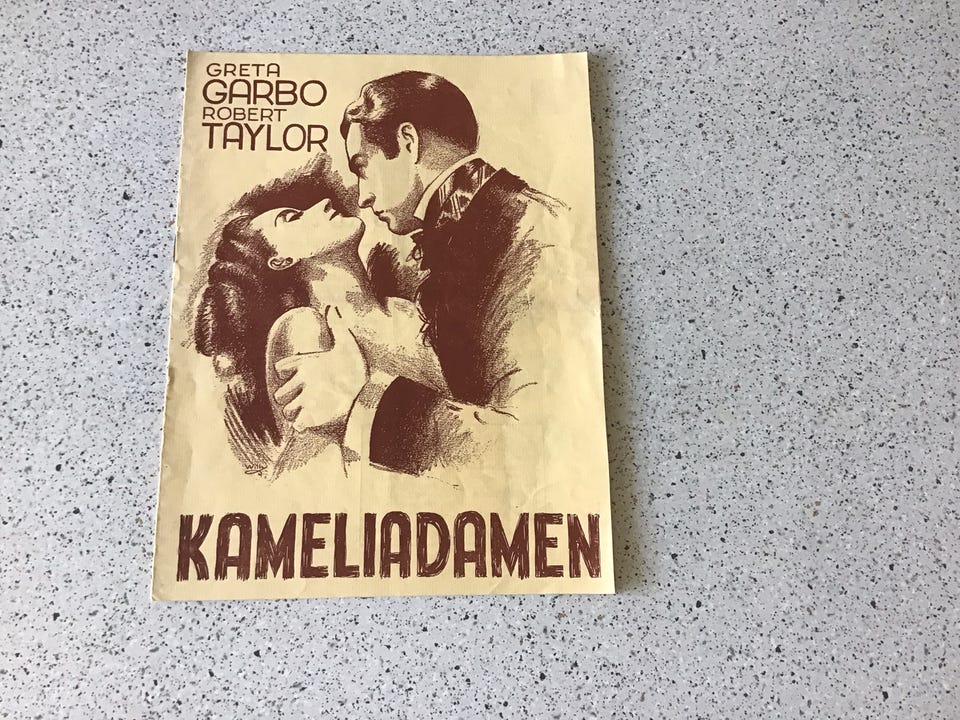 GRETA
GARBO
ROBERT
TAYLOR
KAMELIADAMEN